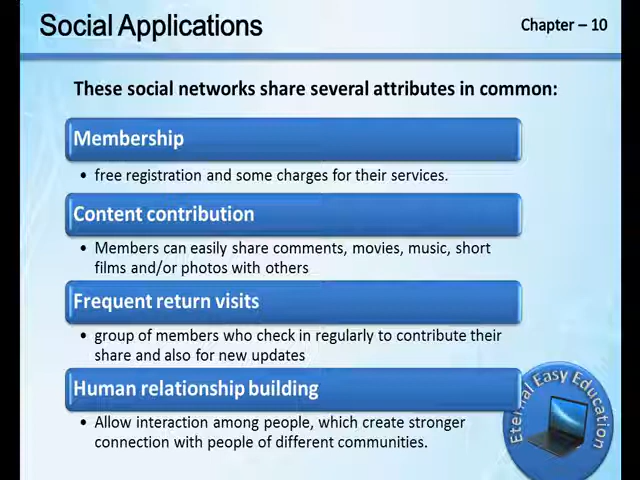 Social Applications
Chapter – 10
These social networks share several attributes in common:
Membership
• free registration and some charges for their services.
Content contribution
• Members can easily share comments, movies, music, short
films and/or photos with others
Frequent return visits
• group of members who check in regularly to contribute their
share and also for new updates
Human relationship building
• Allow interaction among people, which create stronger
connection with people of different communities.
Eternal Easy Education